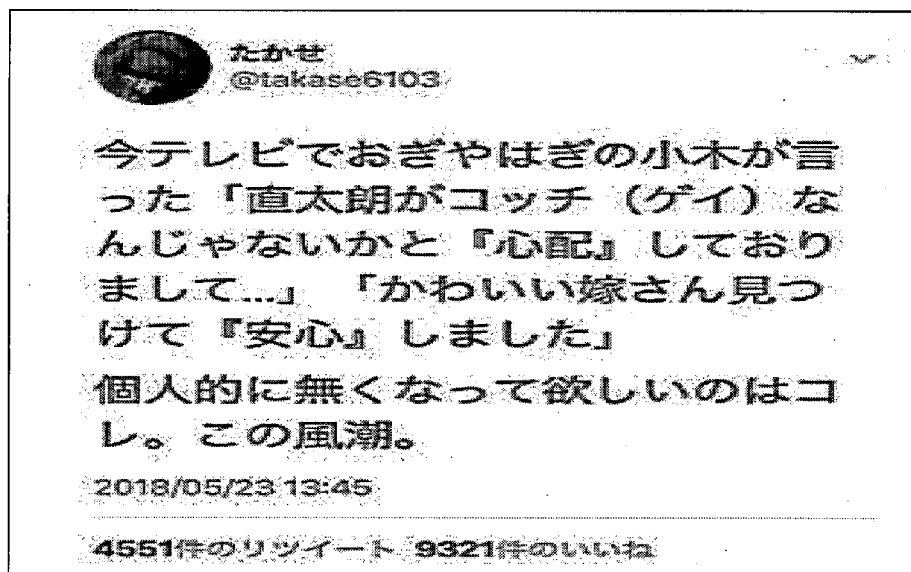 たかせ
@takase6103
今テレビでおぎやはぎの小木が言
った「直太朗がコッチ（ゲイ）な
んじゃないかと『心配』しており
まして...」「かわいい嫁さん見つ
けて『安心』しました」
個人的に無くなって欲しいのはコ
レ。この風潮。
2018/05/23 13:45
4551件のリツイート 9321件のいいね